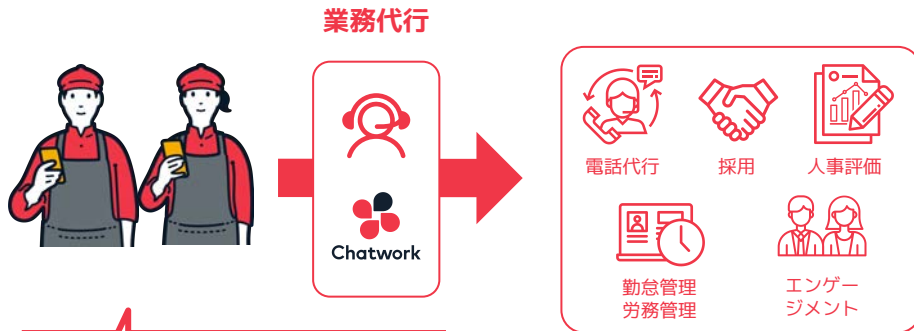 業務代行
Chatwork
電話代行
採用
人事評価
勤怠管理
労務管理
エンゲー
ジメント